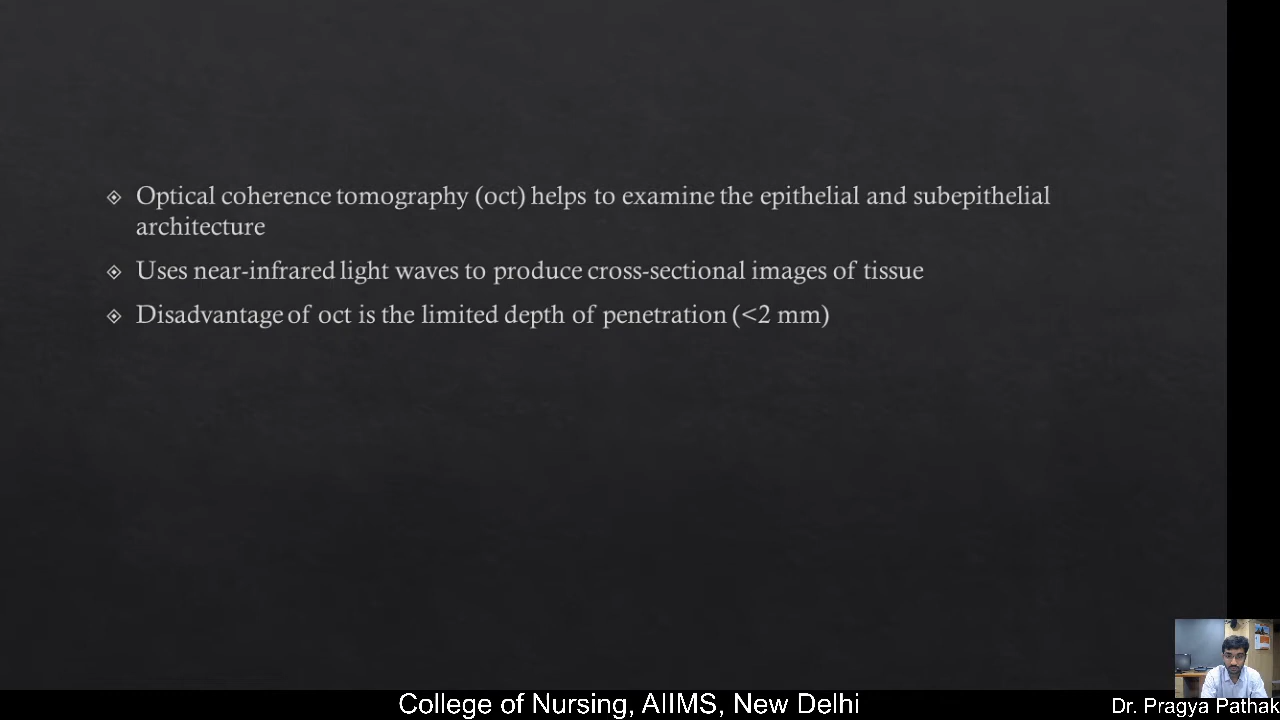 Optical coherence tomography (oct) helps to examine the epithelial and subepithelial
architecture
Uses near-infrared light waves to produce cross-sectional images of tissue
Disadvantage of oct is the limited depth of penetration (<2 mm)
College of Nursing, AIIMS, New Delhi
Dr. Pragya Pathak